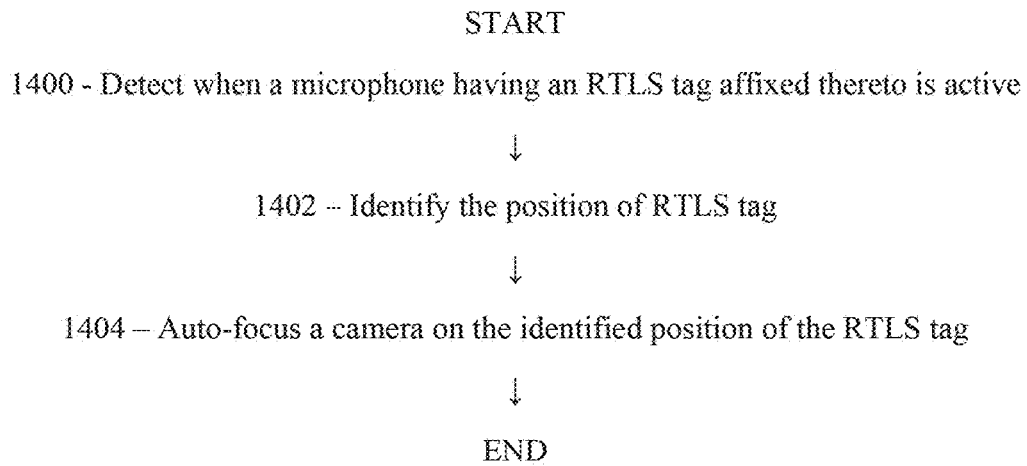 START
1400 - Detect when a microphone having an RTLS tag affixed thereto is active
↓
1402 – Identify the position of RTLS tag
↓
1404 – Auto-focus a camera on the identified position of the RTLS tag
↓
END